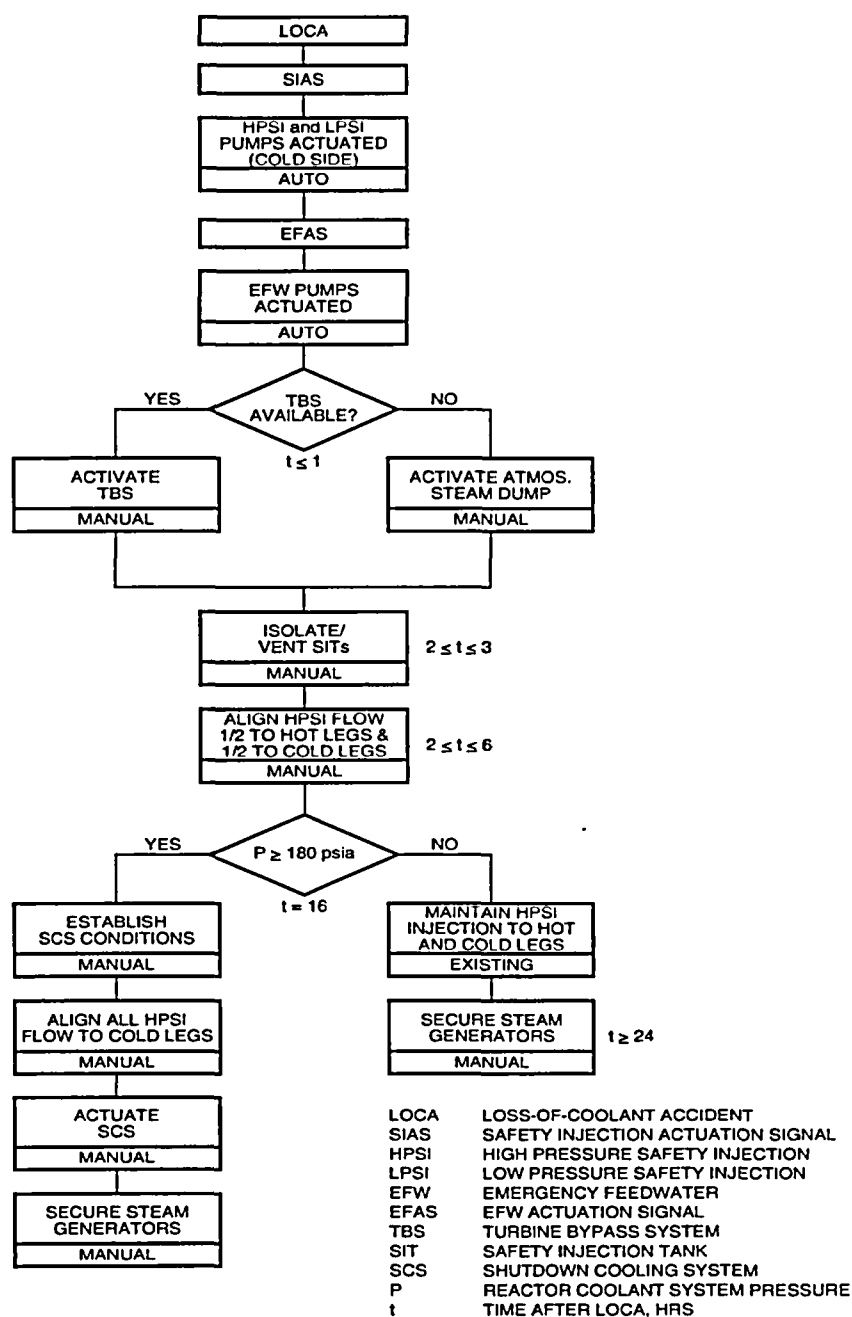 LOCA
SIAS
HPSI and LPSI
PUMPS ACTUATED
(COLD SIDE)
AUTO
EFAS
EFW PUMPS
ACTUATED
AUTO
TBS
AVAILABLE?
YES
NO
t ≤ 1
ACTIVATE
TBS
MANUAL
ACTIVATE ATMOS.
STEAM DUMP
MANUAL
ISOLATE/
VENT SITs
MANUAL
2 ≤ t ≤ 3
ALIGN HPSI FLOW
1/2 TO HOT LEGS &
1/2 TO COLD LEGS
MANUAL
2 ≤ t ≤ 6
YES
P ≥ 180 psia
NO
t = 16
ESTABLISH
SCS CONDITIONS
MANUAL
ALIGN ALL HPSI
FLOW TO COLD LEGS
MANUAL
ACTUATE
SCS
MANUAL
SECURE STEAM
GENERATORS
MANUAL
MAINTAIN HPSI
INJECTION TO HOT
AND COLD LEGS
EXISTING
SECURE STEAM
GENERATORS
MANUAL
t ≥ 24
LOCA LOSS-OF-COOLANT ACCIDENT
SIAS SAFETY INJECTION ACTUATION SIGNAL
HPSI HIGH PRESSURE SAFETY INJECTION
LPSI LOW PRESSURE SAFETY INJECTION
EFW EMERGENCY FEEDWATER
EFAS EFW ACTUATION SIGNAL
TBS TURBINE BYPASS SYSTEM
SIT SAFETY INJECTION TANK
SCS SHUTDOWN COOLING SYSTEM
P REACTOR COOLANT SYSTEM PRESSURE
t TIME AFTER LOCA, HRS